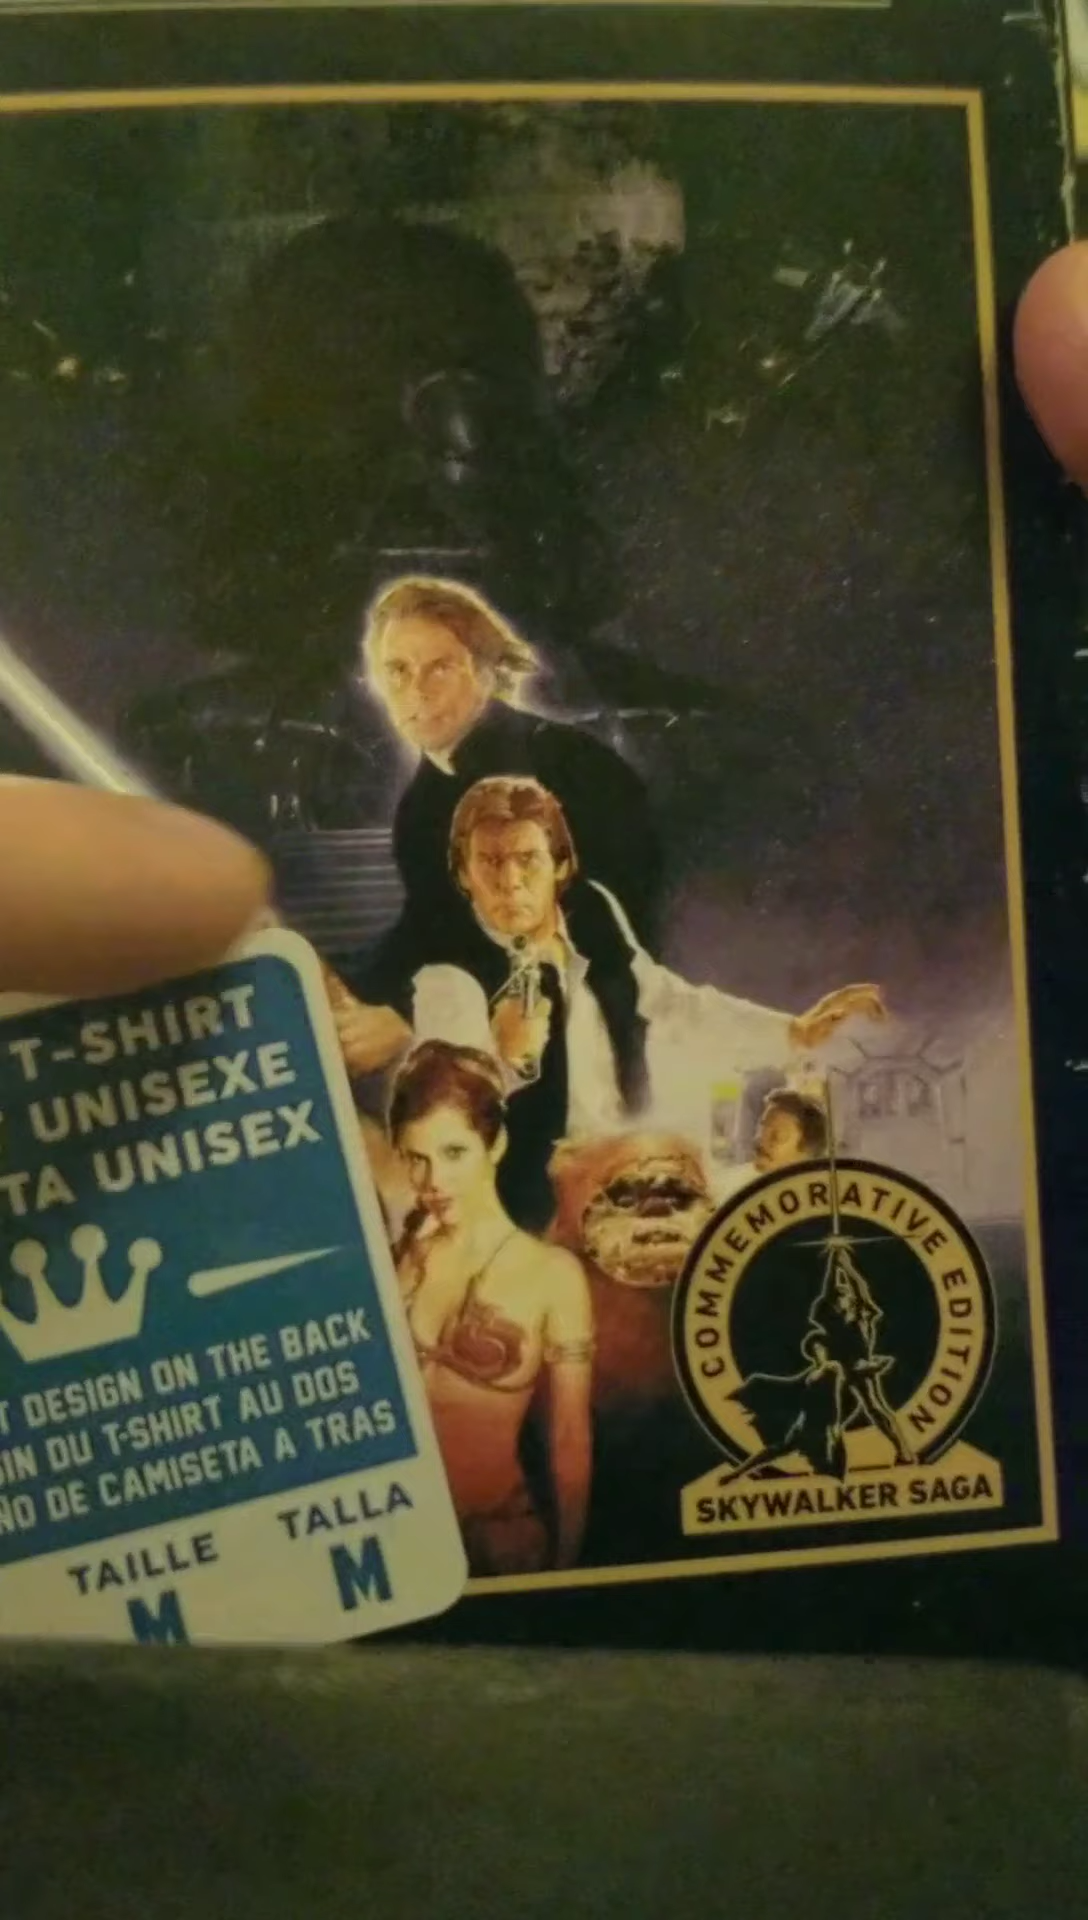 T-SHIRT
UNISEXE
TA UNISEX
T DESIGN ON THE BACK
IN DU T-SHIRT AU DOS
NO DE CAMISETA A TRAS
TAILLE TALLA
M M
COMMEMORATIVE EDITION
SKYWALKER SAGA